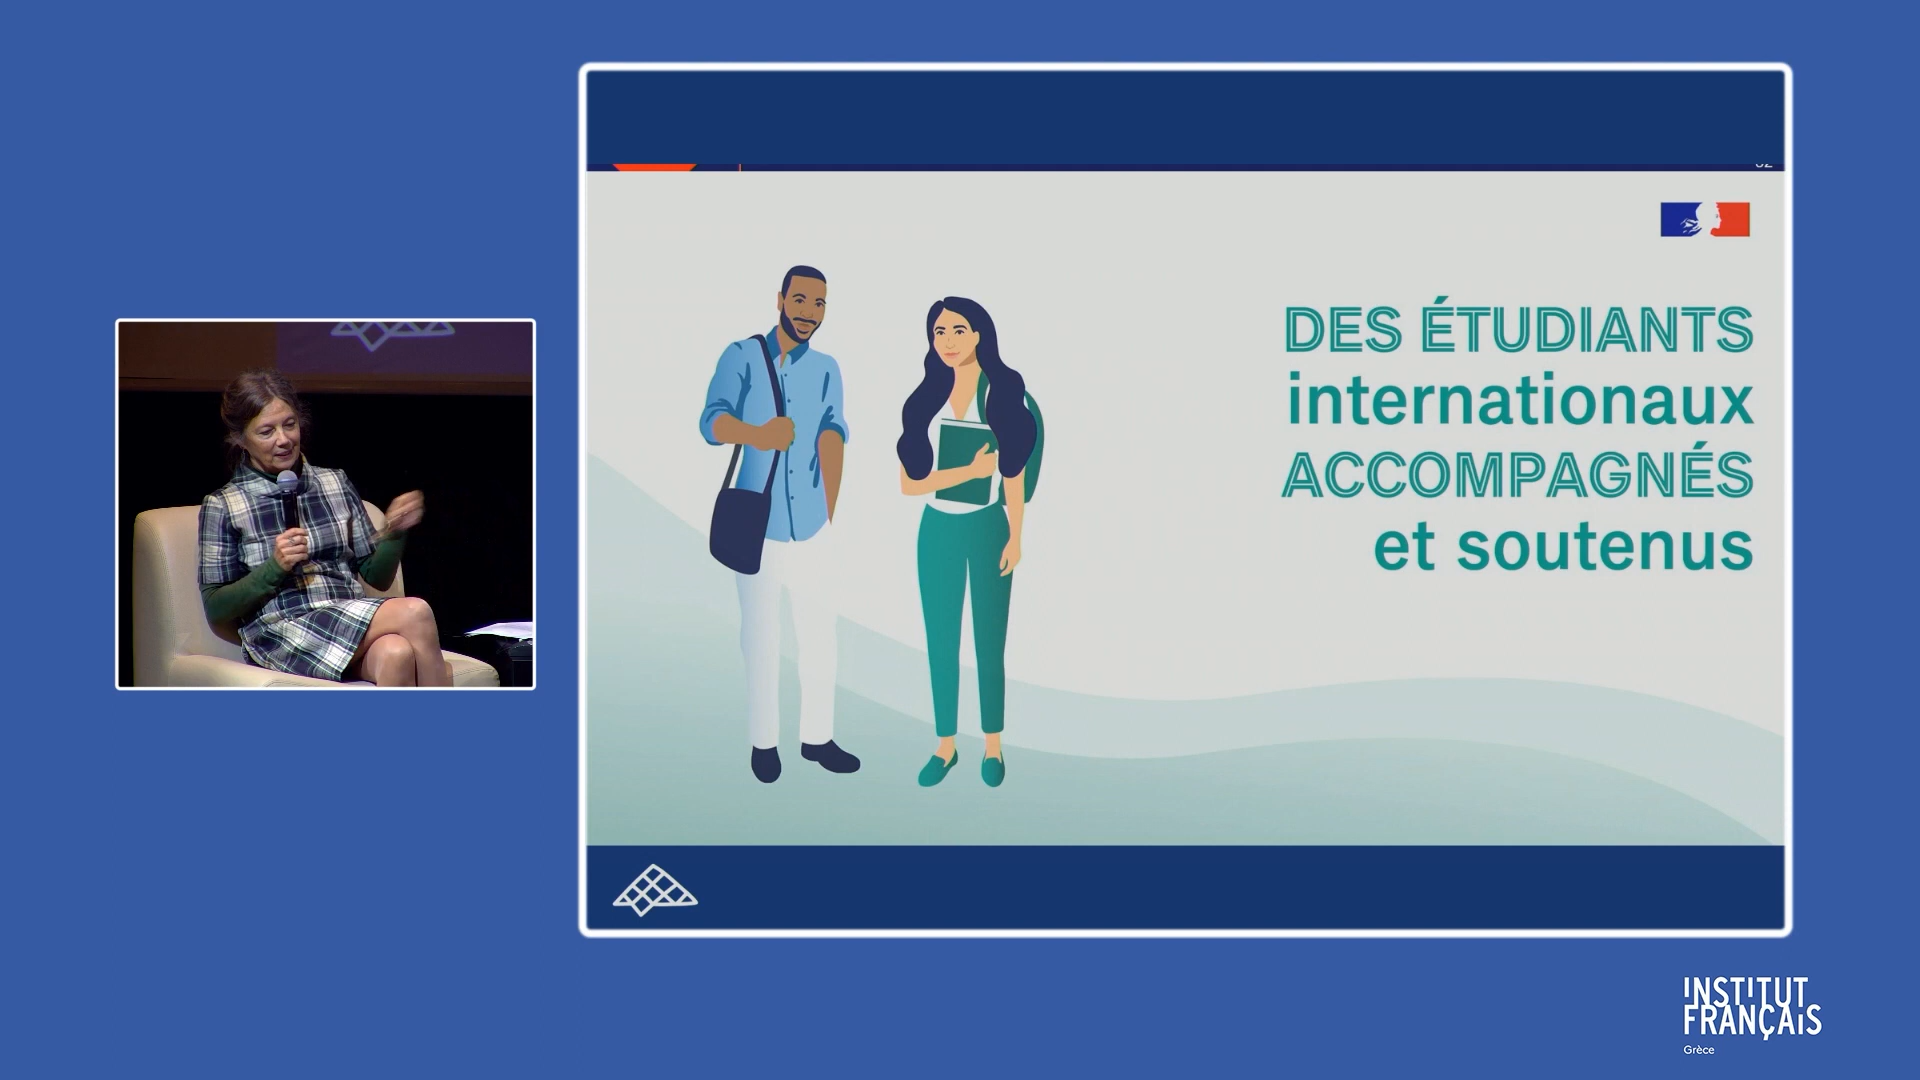 DES ÉTUDIANTS
internationaux
ACCOMPAGNÉS
et soutenus
INSTITUT
FRANÇAIS
Grèce